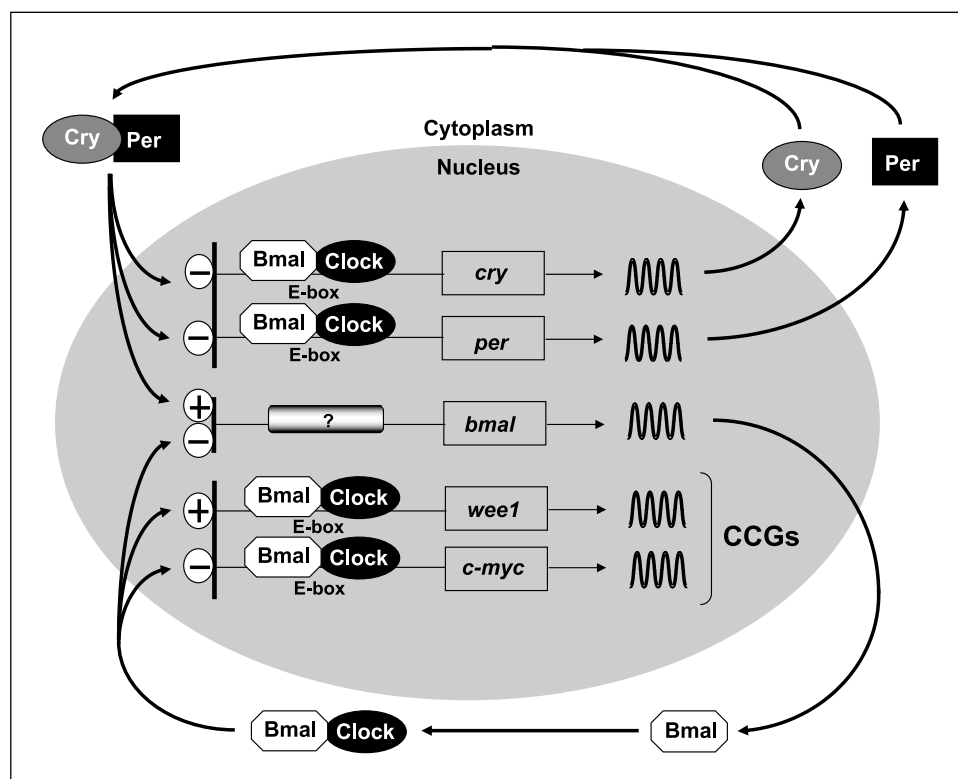 Cytoplasm
Nucleus
Cry Per
Cry
Per
− Bmal Clock cry
E-box
− Bmal Clock per
E-box
+
− ? bmal
+ Bmal Clock wee1
E-box
− Bmal Clock c-myc
E-box
CCGs
Bmal Clock
Bmal